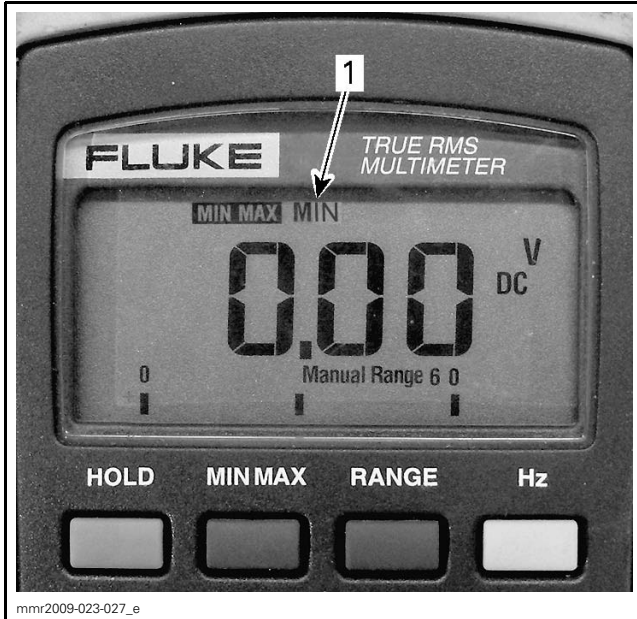 1
FLUKE
TRUE RMS
MULTIMETER
MIN MAX MIN
0.00 V
DC
0 Manual Range 6 0
HOLD MIN MAX RANGE Hz
mmr2009-023-027_e